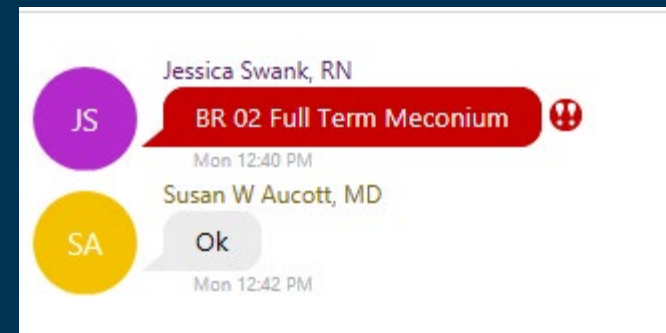 Jessica Swank, RN
JS
BR 02 Full Term Meconium
Mon 12:40 PM
Susan W Aucott, MD
SA
Ok
Mon 12:42 PM